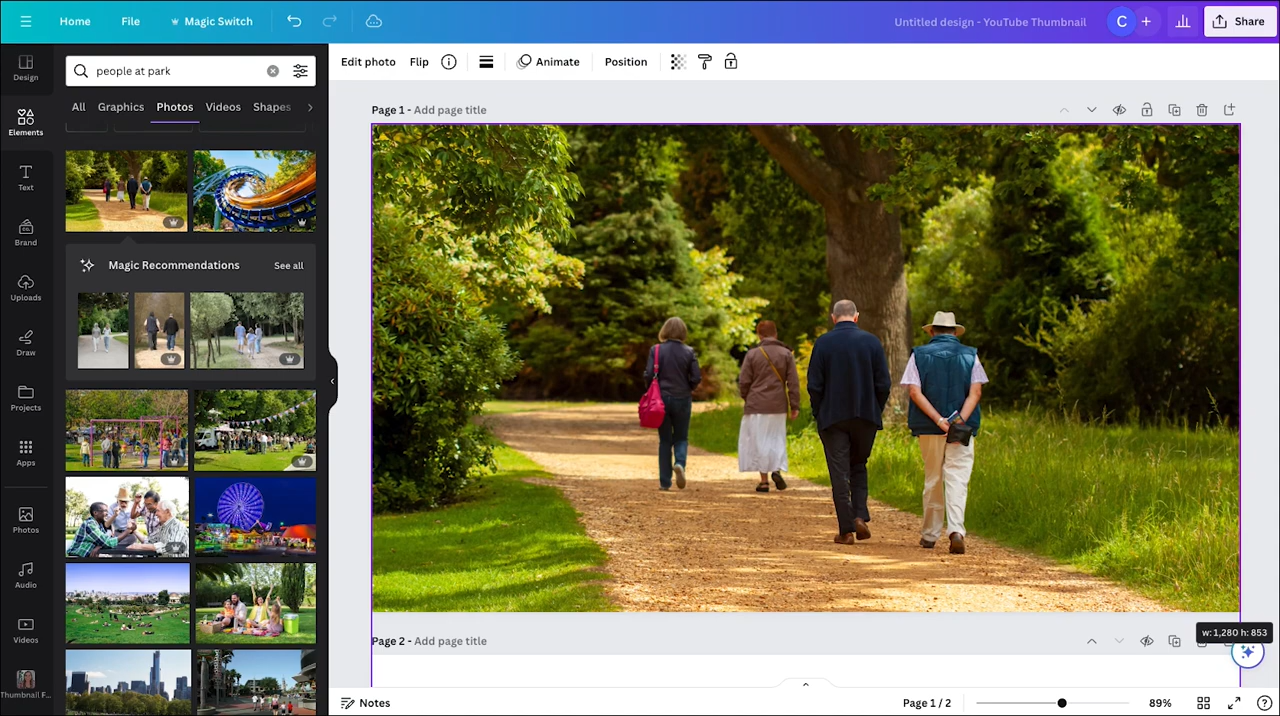 Home File Magic Switch Untitled design - YouTube Thumbnail C + Share
Design
people at park
Edit photo Flip Animate Position
All Graphics Photos Videos Shapes
Elements
Page 1 - Add page title
Text
Brand
Magic Recommendations See all
Uploads
Draw
Projects
Apps
Photos
Audio
Videos
Page 2 - Add page title
w: 1,280 h: 853
Thumbnail F...
Notes Page 1 / 2 89%